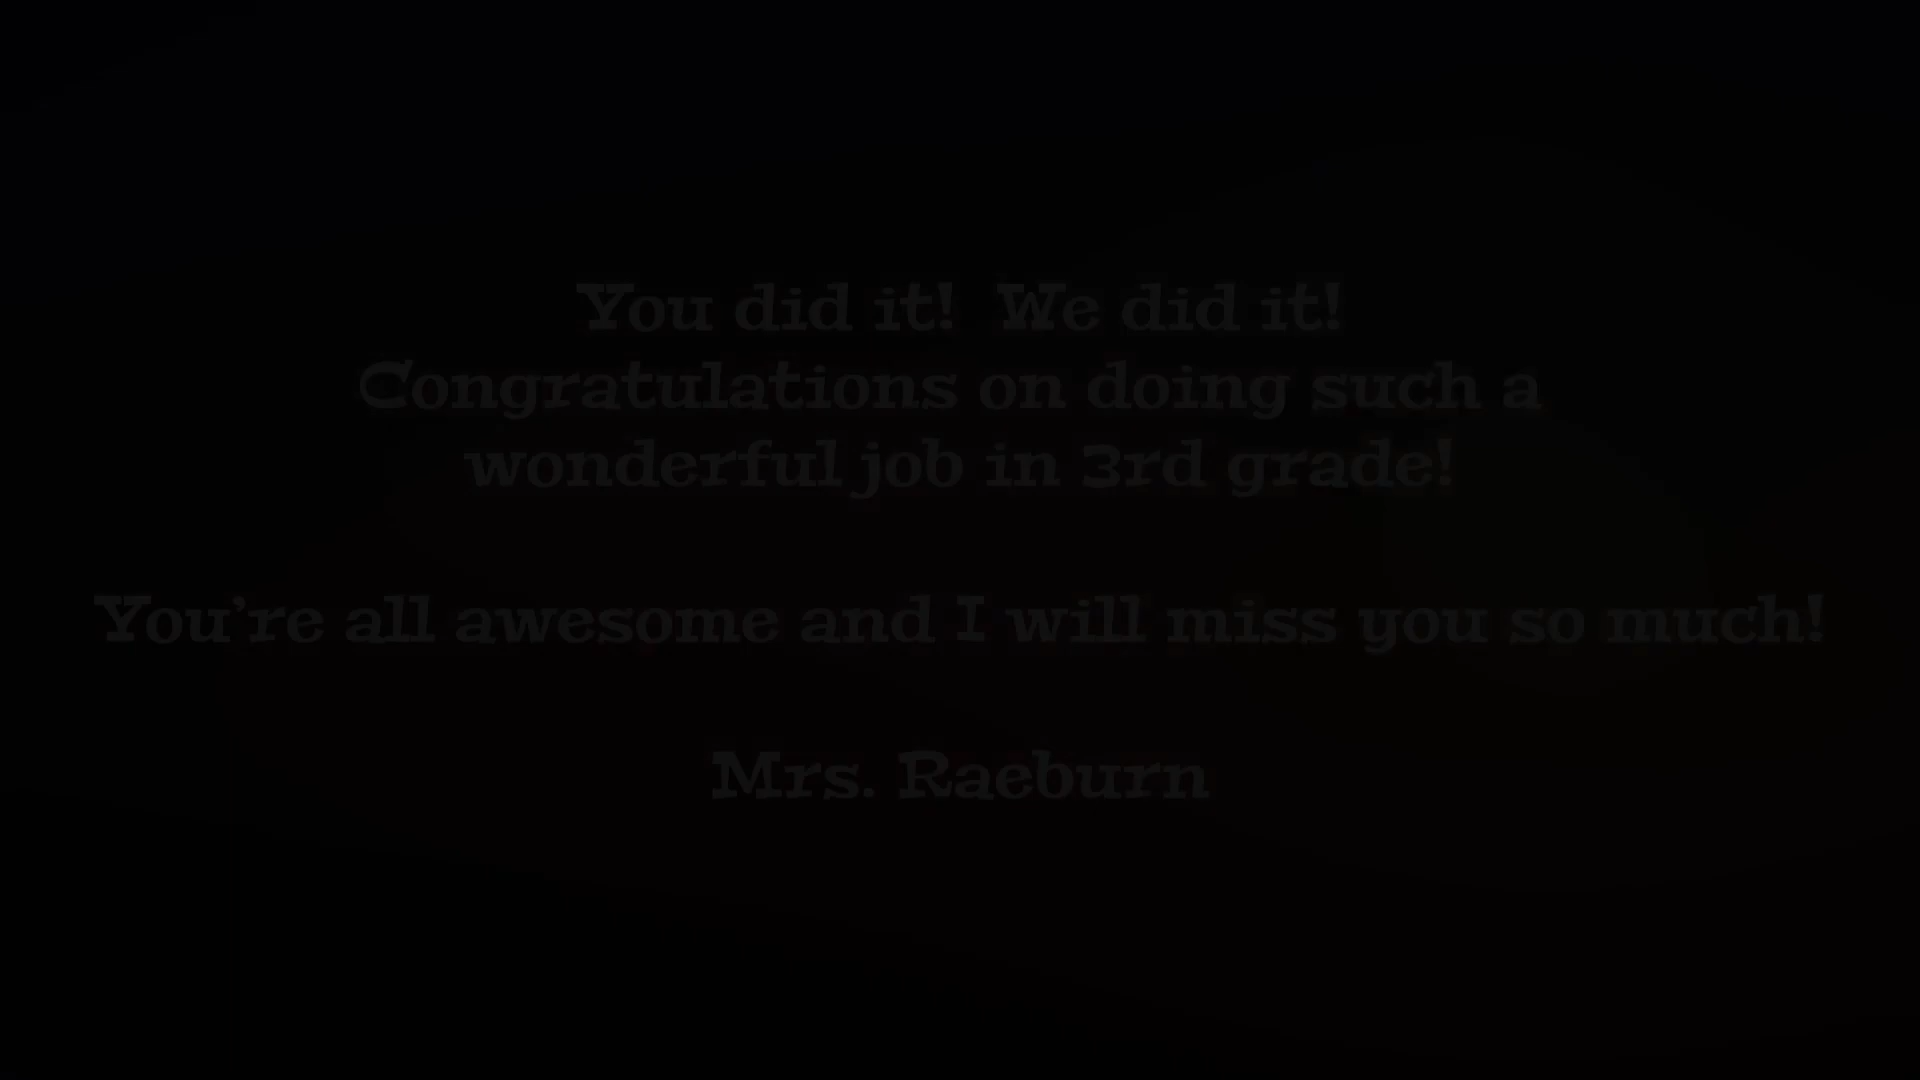 You did it!  We did it!
Congratulations on doing such a
wonderful job in 3rd grade!
You’re all awesome and I will miss you so much!
Mrs. Raeburn